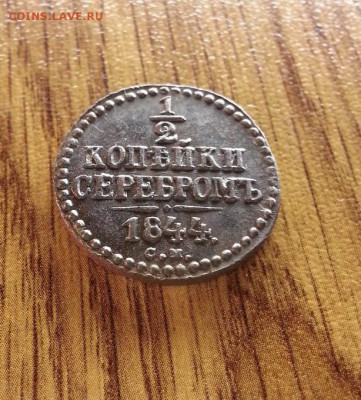 COINS.LAVE.RU
1/2
КОПѢЙКИ
СЕРЕБРОМЪ
1844.
С.М.